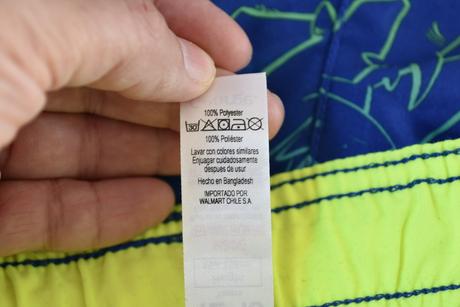 100% Polyester
100% Poliéster
Lavar con colores similares
Enjuagar cuidadosamente
despues de usar
Hecho en Bangladesh
IMPORTADO POR
WALMART CHILE S.A.